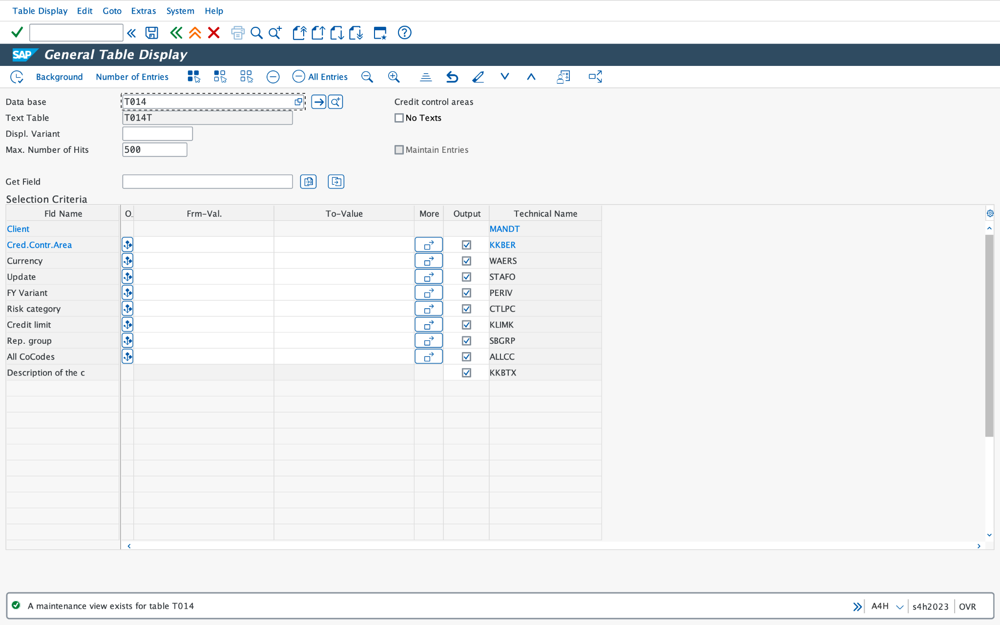 Table Display Edit Goto Extras System Help
SAP General Table Display
Background Number of Entries All Entries
Data base T014 Credit control areas
Text Table T014T No Texts
Displ. Variant
Max. Number of Hits 500 Maintain Entries
Get Field
Selection Criteria
Fld Name O.. Frm-Val. To-Value More Output Technical Name
Client MANDT
Cred.Contr.Area KKBER
Currency WAERS
Update STAFO
FY Variant PERIV
Risk category CTLPC
Credit limit KLIMK
Rep. group SBGRP
All CoCodes ALLCC
Description of the c KKBTX
A maintenance view exists for table T014 A4H s4h2023 OVR